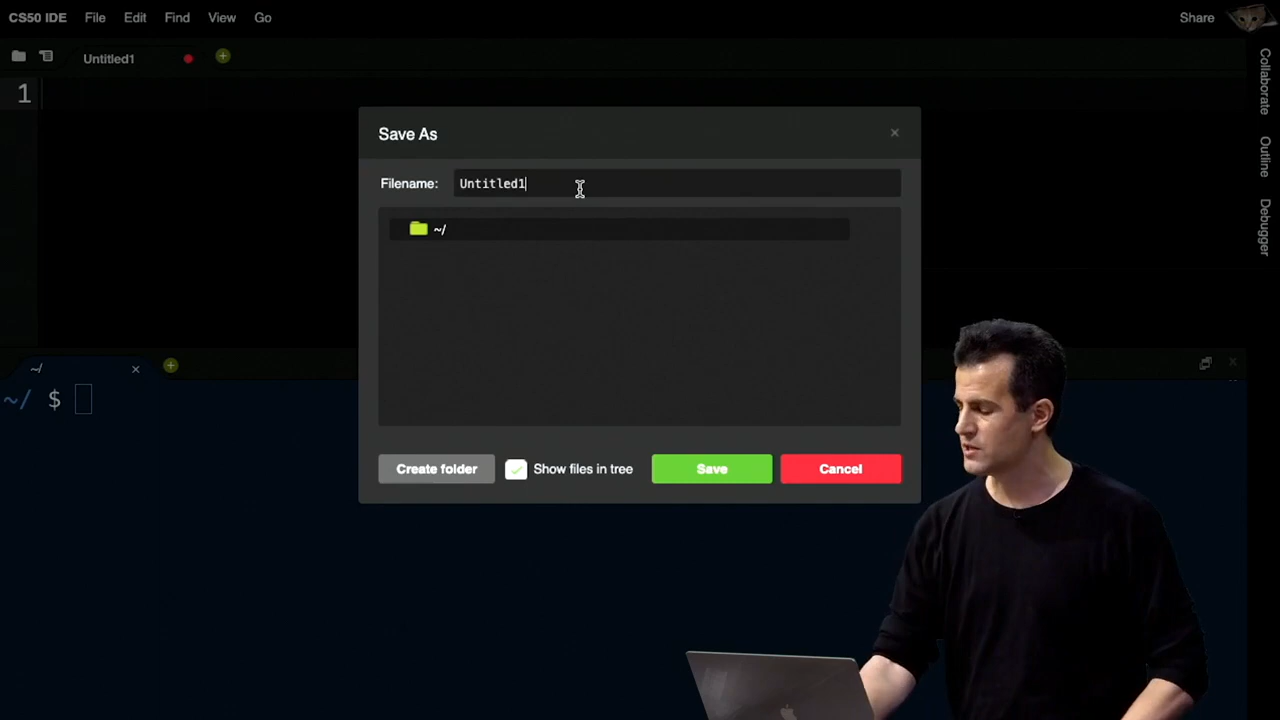 CS50 IDE File Edit Find View Go Share
Untitled1
1
Collaborate
Outline
Debugger
Save As
Filename: Untitled1
~/
Create folder Show files in tree Save Cancel
~/
~/ $